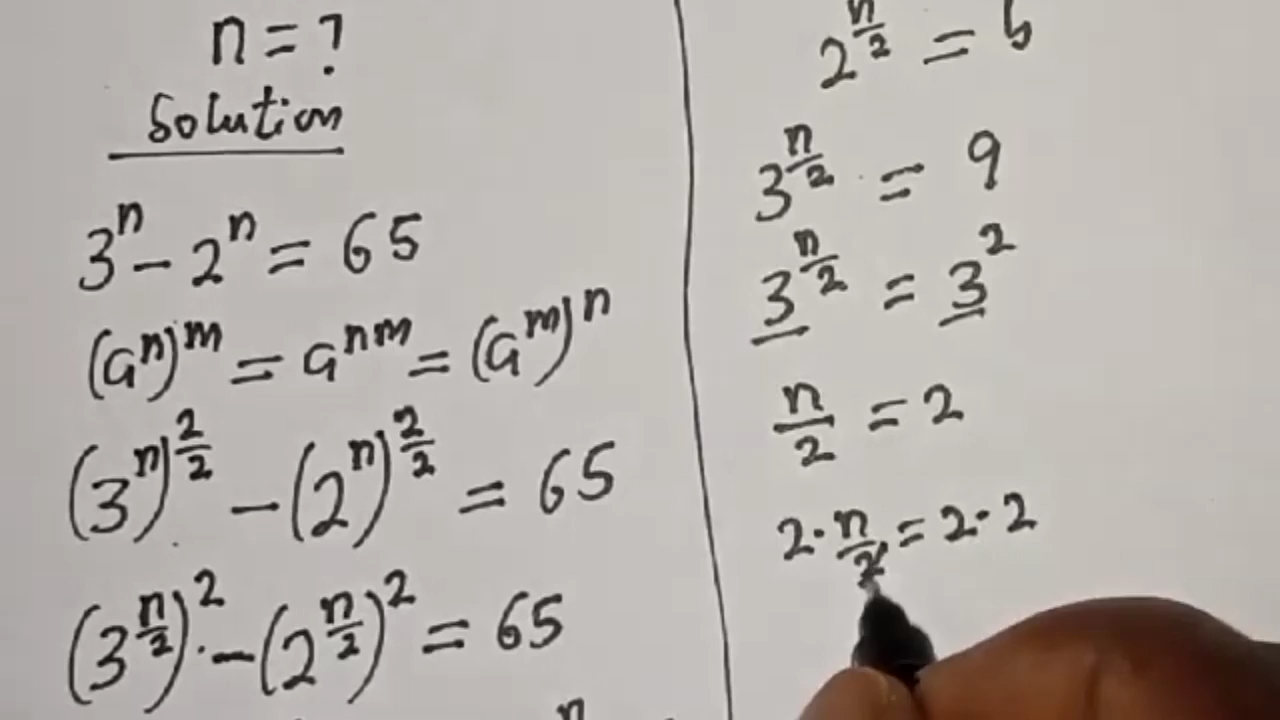 n = ?
Solution
3^n - 2^n = 65
(a^n)^m = a^{nm} = (a^m)^n
(3^n)^{2/2} - (2^n)^{2/2} = 65
(3^{n/2})^2 - (2^{n/2})^2 = 65
n
2^{n/2} =
3^{n/2} = 9
3^{n/2} = 3^2
n/2 = 2
2·n/2 = 2·2